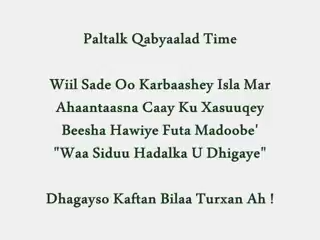 Paltalk Qabyaalad Time
Wiil Sade Oo Karbaashey Isla Mar
Ahaantaasna Caay Ku Xasuuqey
Beesha Hawiye Futa Madoobe'
"Waa Siduu Hadalka U Dhigaye"
Dhagayso Kaftan Bilaa Turxan Ah !